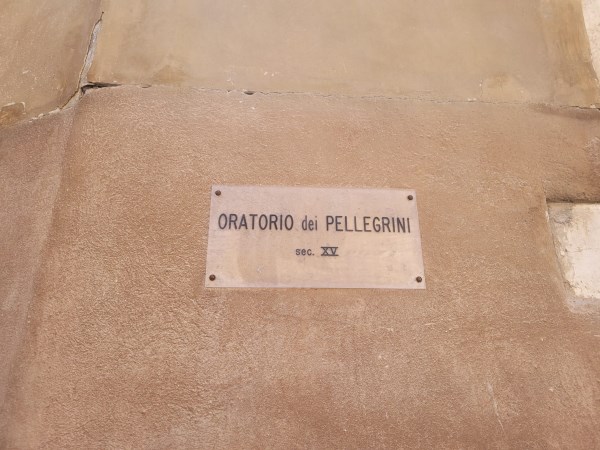 ORATORIO dei PELLEGRINI
sec. XV